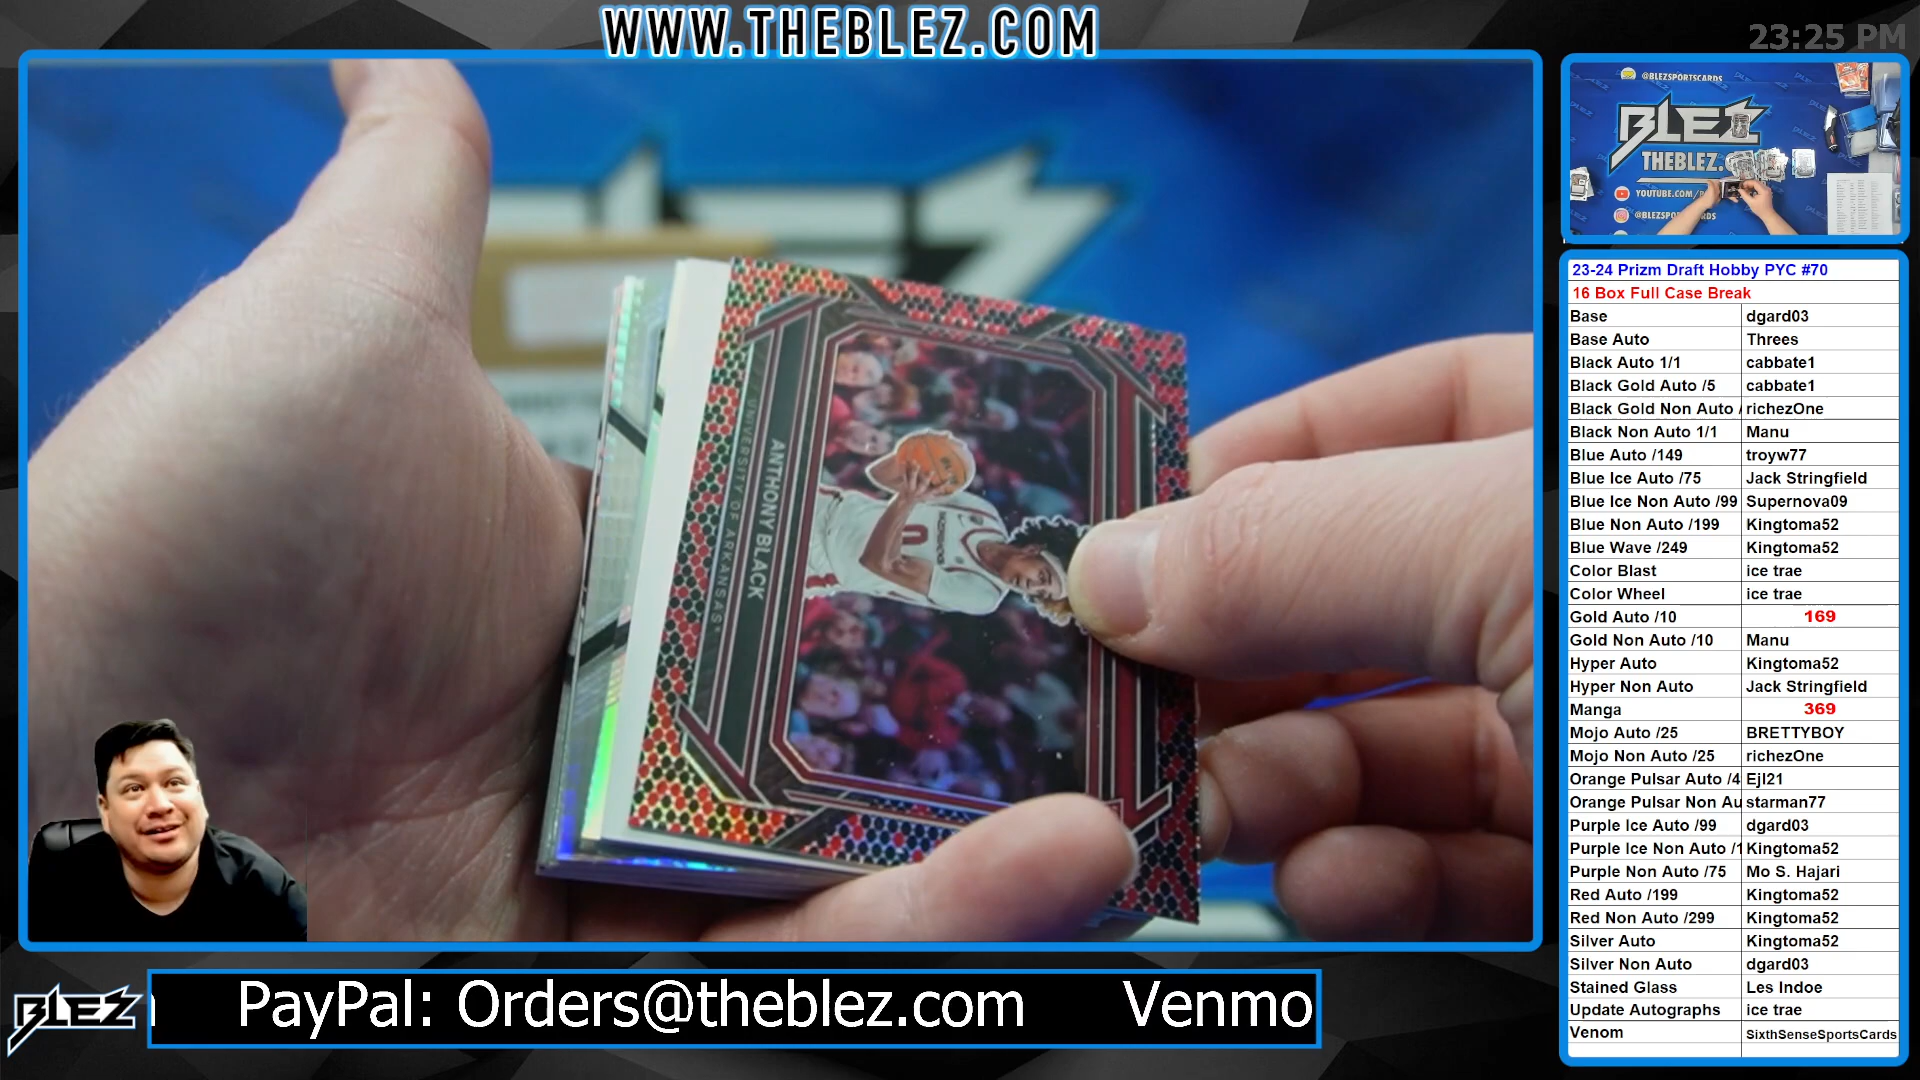 WWW.THEBLEZ.COM
23:25 PM
@BLEZSPORTSCARDS
BLEZ
THEBLEZ.
YOUTUBE.COM/
ANTHONY BLACK
UNIVERSITY OF ARKANSAS
0
23-24 Prizm Draft Hobby PYC #70
16 Box Full Case Break
Base dgard03
Base Auto Threes
Black Auto 1/1 cabbate1
Black Gold Auto /5 cabbate1
Black Gold Non Auto / richezOne
Black Non Auto 1/1 Manu
Blue Auto /149 troyw77
Blue Ice Auto /75 Jack Stringfield
Blue Ice Non Auto /99 Supernova09
Blue Non Auto /199 Kingtoma52
Blue Wave /249 Kingtoma52
Color Blast ice trae
Color Wheel ice trae
Gold Auto /10 169
Gold Non Auto /10 Manu
Hyper Auto Kingtoma52
Hyper Non Auto Jack Stringfield
Manga 369
Mojo Auto /25 BRETTYBOY
Mojo Non Auto /25 richezOne
Orange Pulsar Auto /4 Ejl21
Orange Pulsar Non Au starman77
Purple Ice Auto /99 dgard03
Purple Ice Non Auto /1 Kingtoma52
Purple Non Auto /75 Mo S. Hajari
Red Auto /199 Kingtoma52
Red Non Auto /299 Kingtoma52
Silver Auto Kingtoma52
Silver Non Auto dgard03
Stained Glass Les Indoe
Update Autographs ice trae
Venom SixthSenseSportsCards
BLEZ
PayPal: Orders@theblez.com Venmo